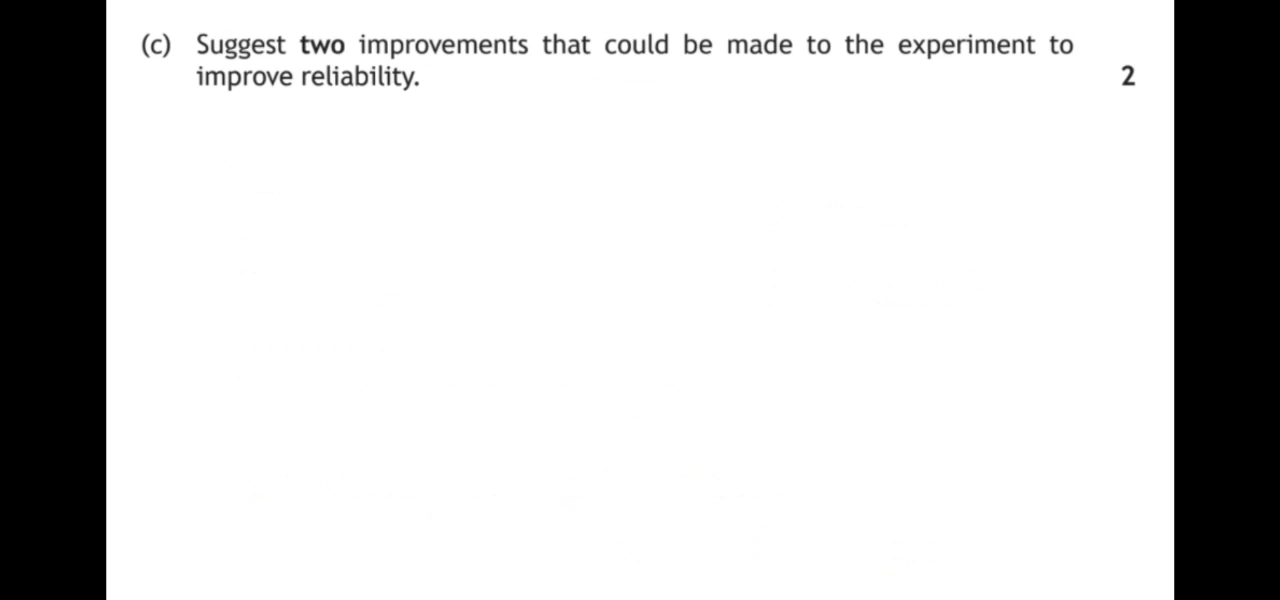 (c) Suggest two improvements that could be made to the experiment to
improve reliability. 2